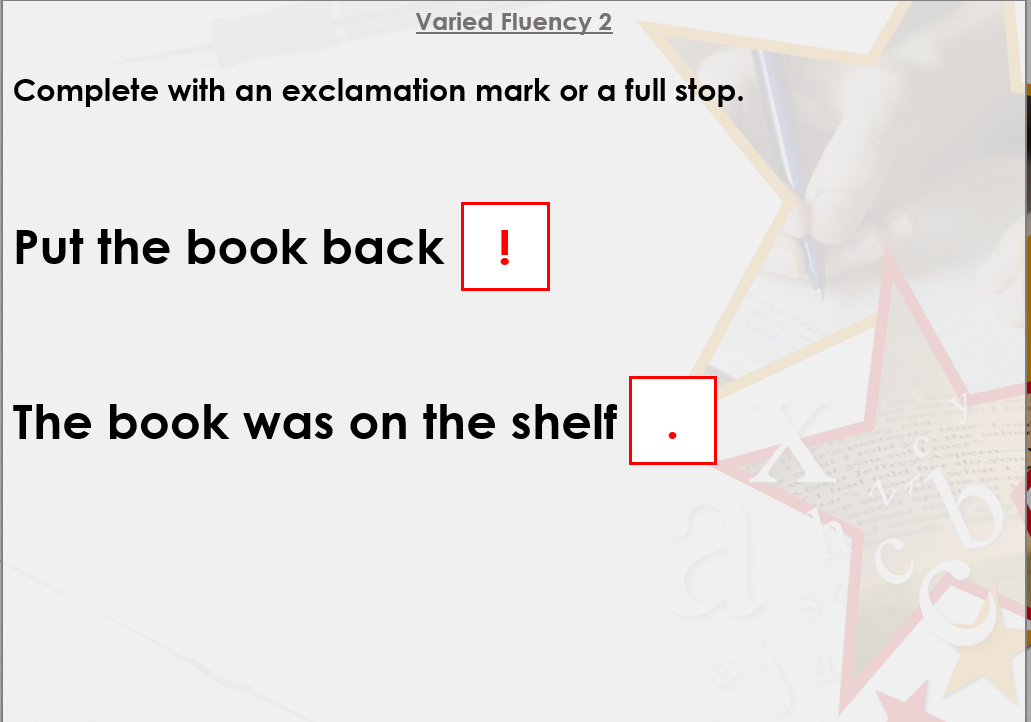 Varied Fluency 2
Complete with an exclamation mark or a full stop.
Put the book back !
The book was on the shelf .